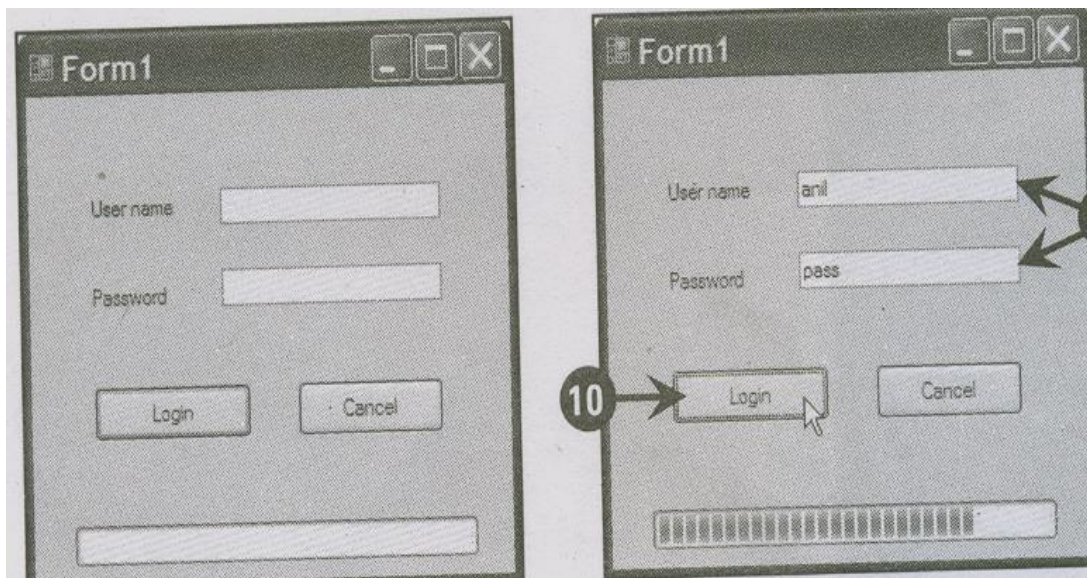 Form1
User name
Password
Login Cancel
Form1
User name anil
Password pass
10 Login Cancel